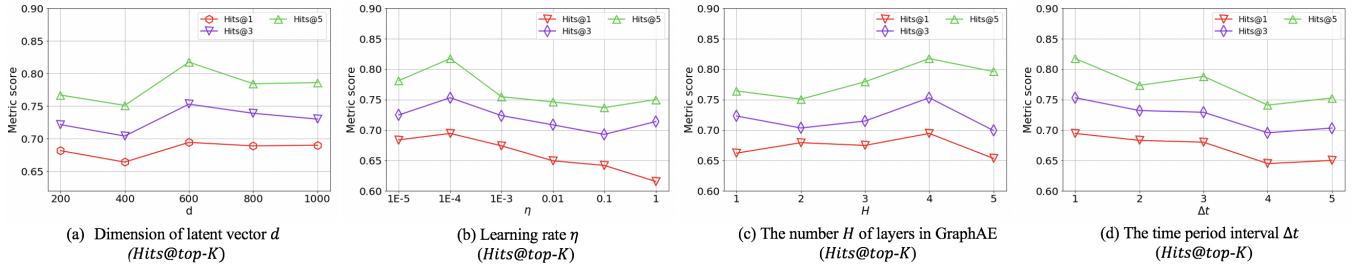 0.90
0.85
0.80
0.75
0.70
0.65
Metric score
Hits@1
Hits@3
Hits@5
200 400 600 800 1000
d
(a) Dimension of latent vector d
(Hits@top-K)
0.90
0.85
0.80
0.75
0.70
0.65
0.60
Metric score
Hits@1
Hits@3
Hits@5
1E-5 1E-4 1E-3 0.01 0.1 1
η
(b) Learning rate η
(Hits@top-K)
0.90
0.85
0.80
0.75
0.70
0.65
0.60
Metric score
Hits@1
Hits@3
Hits@5
1 2 3 4 5
H
(c) The number H of layers in GraphAE
(Hits@top-K)
0.90
0.85
0.80
0.75
0.70
0.65
0.60
Metric score
Hits@1
Hits@3
Hits@5
1 2 3 4 5
Δt
(d) The time period interval Δt
(Hits@top-K)